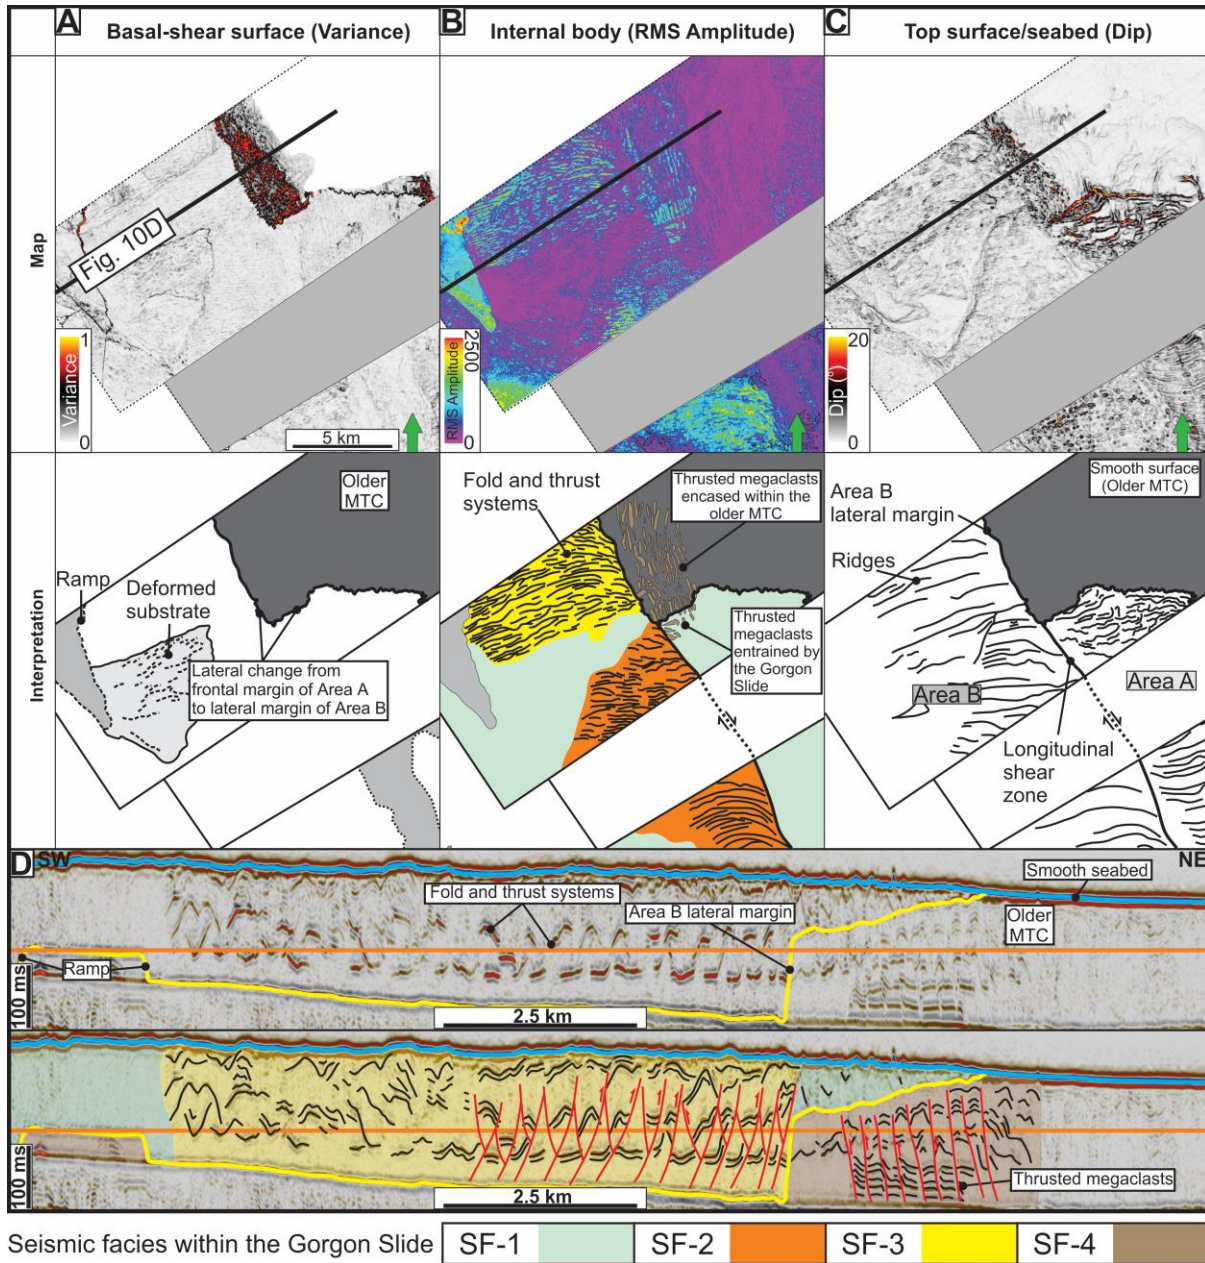 A
Basal-shear surface (Variance)
B
Internal body (RMS Amplitude)
C
Top surface/seabed (Dip)
Map
Fig. 10D
1
Variance
0
5 km
2500
RMS Amplitude
0
20
Dip (°)
0
Interpretation
Older
MTC
Ramp
Deformed
substrate
Lateral change from
frontal margin of Area A
to lateral margin of Area B
Fold and thrust
systems
Thrusted megaclasts
encased within the
older MTC
Thrusted
megaclasts
entrained by
the Gorgon
Slide
Smooth surface
(Older MTC)
Area B
lateral margin
Ridges
Area B
Area A
Longitudinal
shear
zone
D
SW
NE
Smooth seabed
Fold and thrust systems
Area B lateral margin
Older
MTC
Ramp
100 ms
2.5 km
100 ms
2.5 km
Thrusted megaclasts
Seismic facies within the Gorgon Slide
SF-1
SF-2
SF-3
SF-4